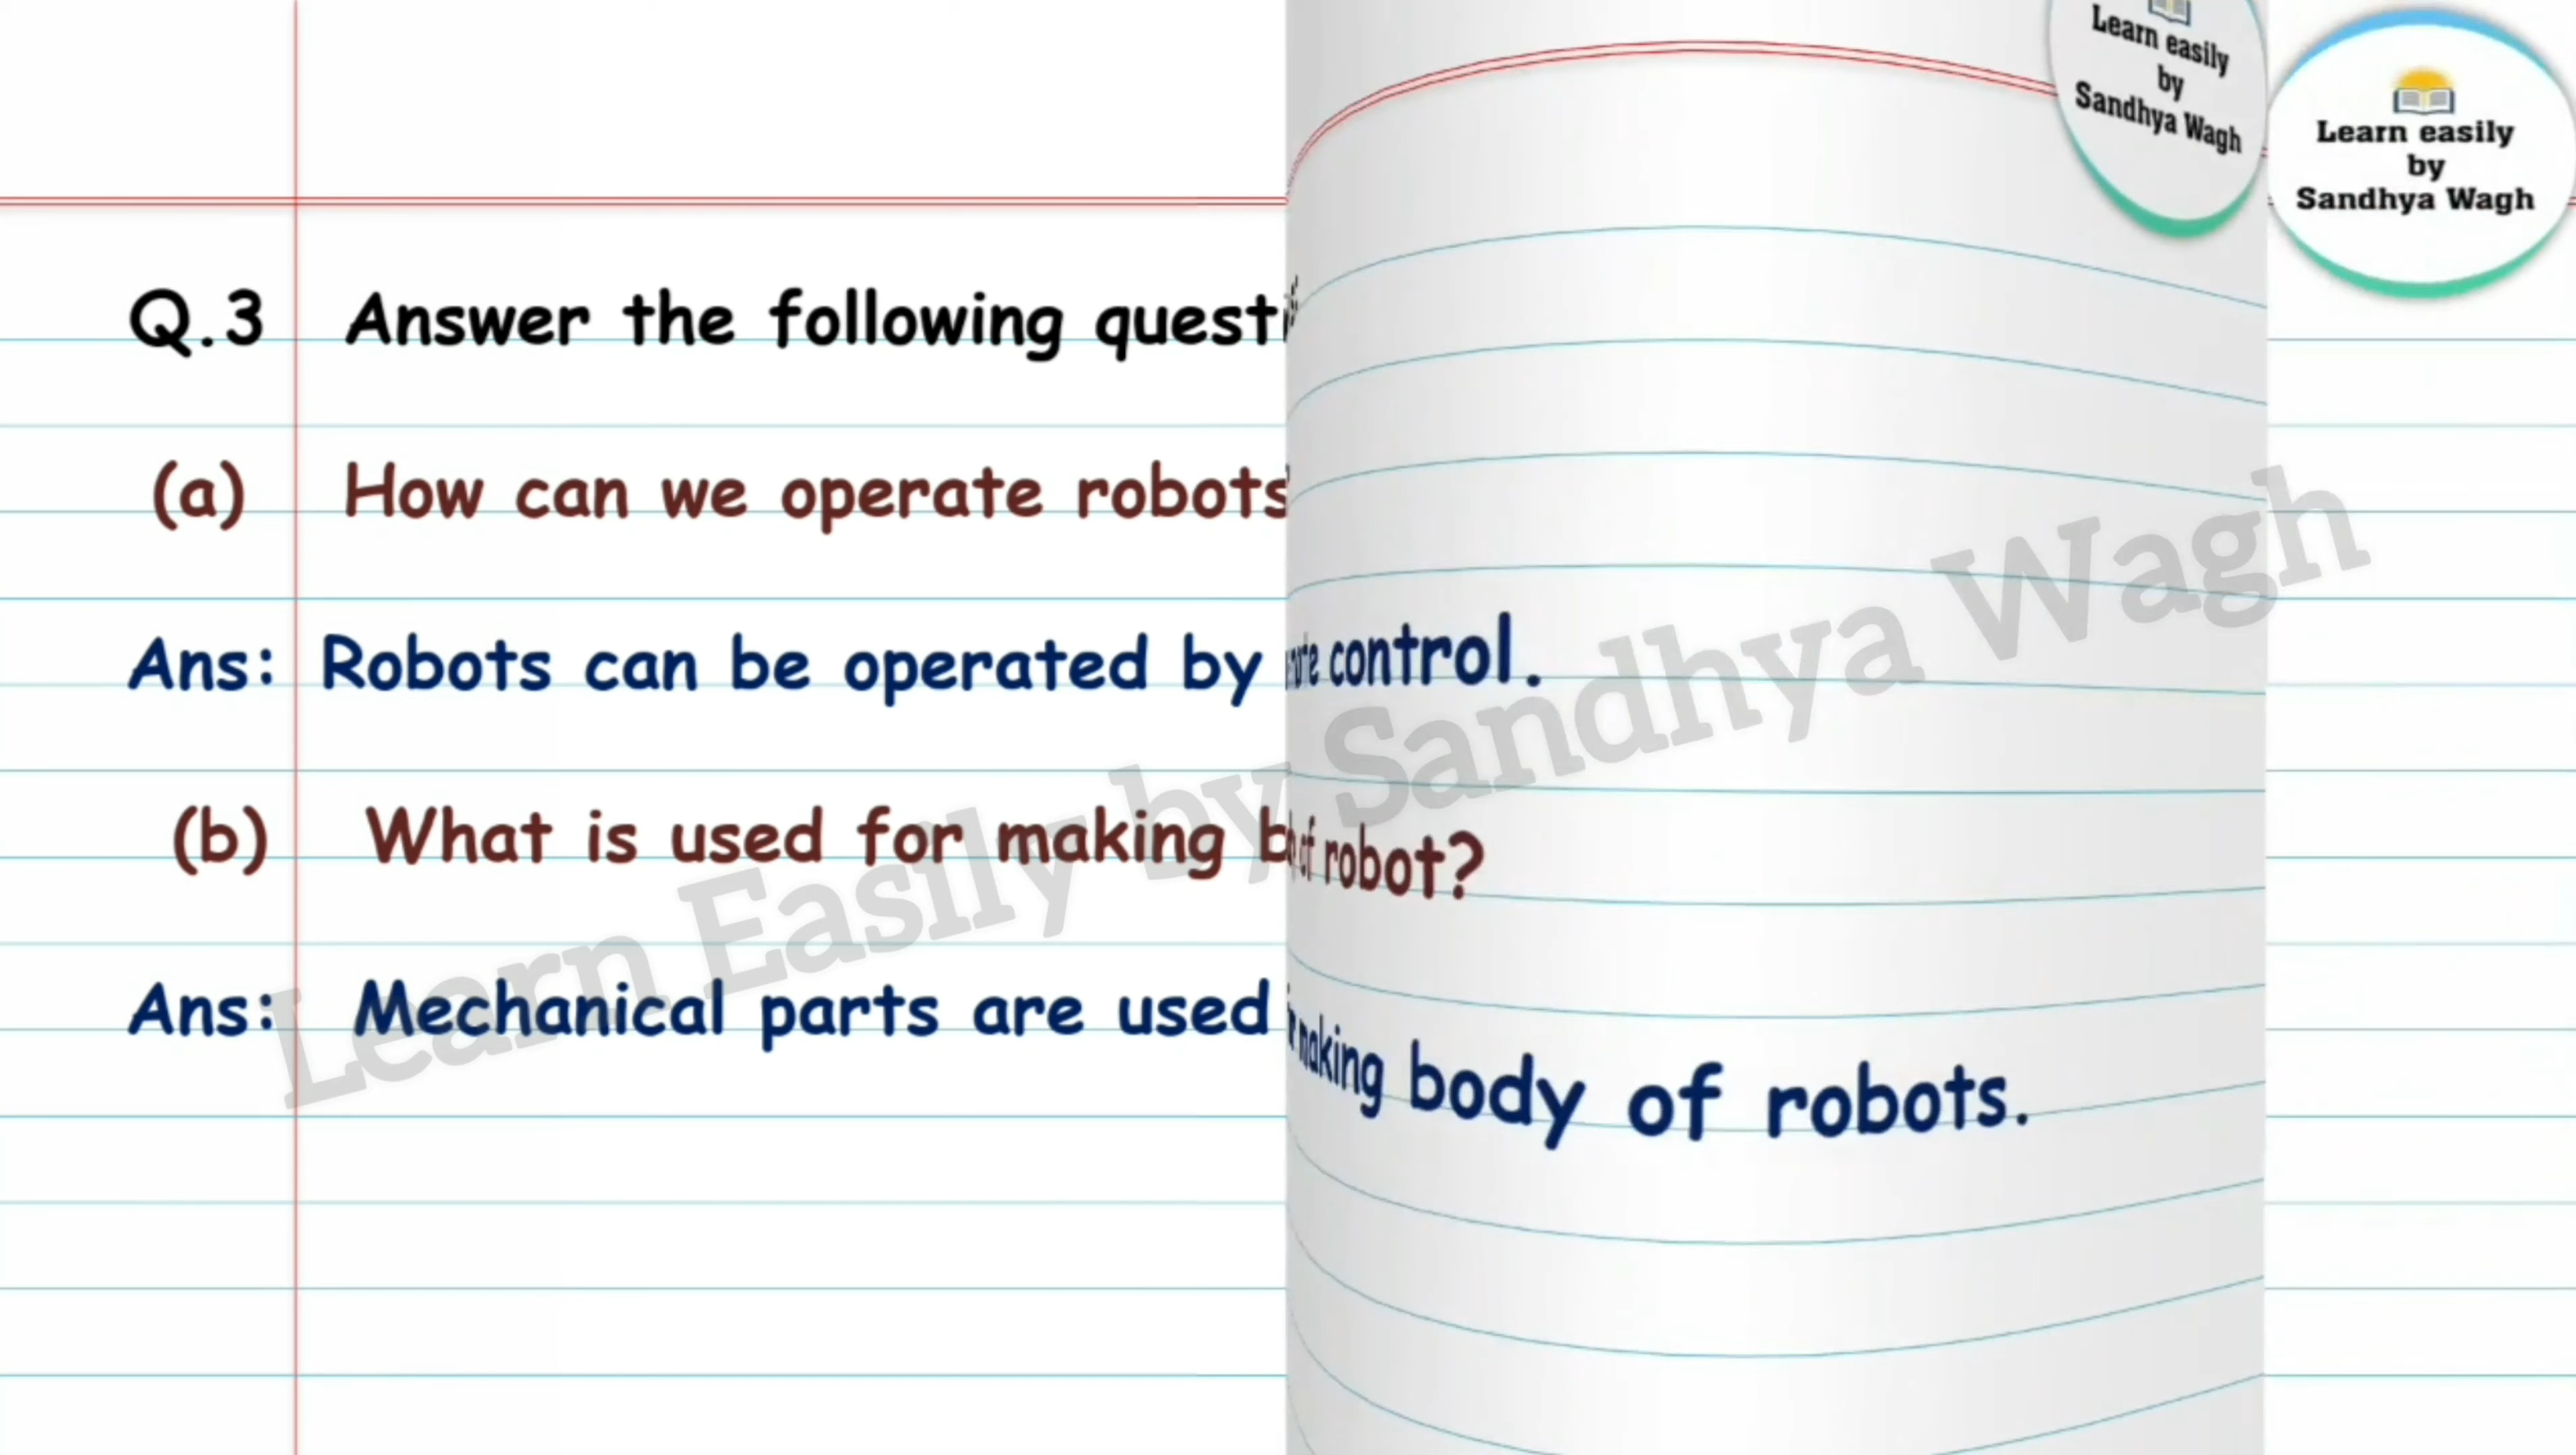 Learn easily
by
Sandhya Wagh
Learn easily
by
Sandhya Wagh
Q.3 Answer the following
(a) How can we operate robots
Ans: Robots can be operated by control.
(b) What is used for making of robot?
Ans: Mechanical parts are used making body of robots.
Learn Easily by Sandhya Wagh